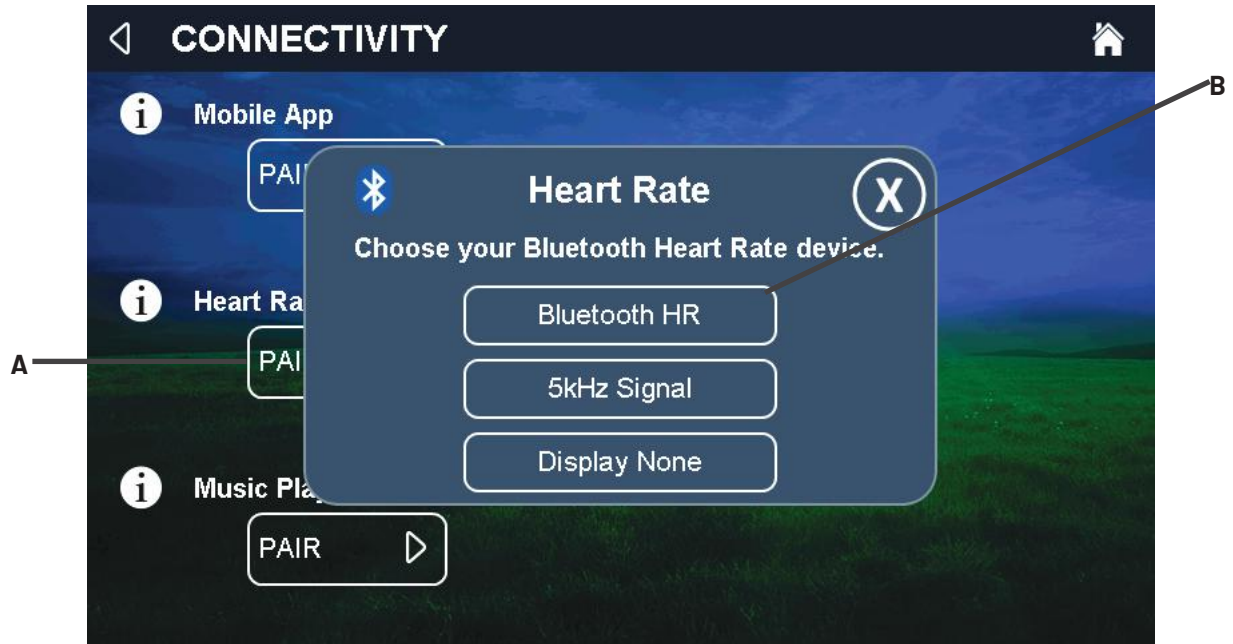 CONNECTIVITY
B
i Mobile App
PAI
Heart Rate X
Choose your Bluetooth Heart Rate device.
i Heart Ra
Bluetooth HR
A
PAI
5kHz Signal
Display None
i Music Pla
PAIR